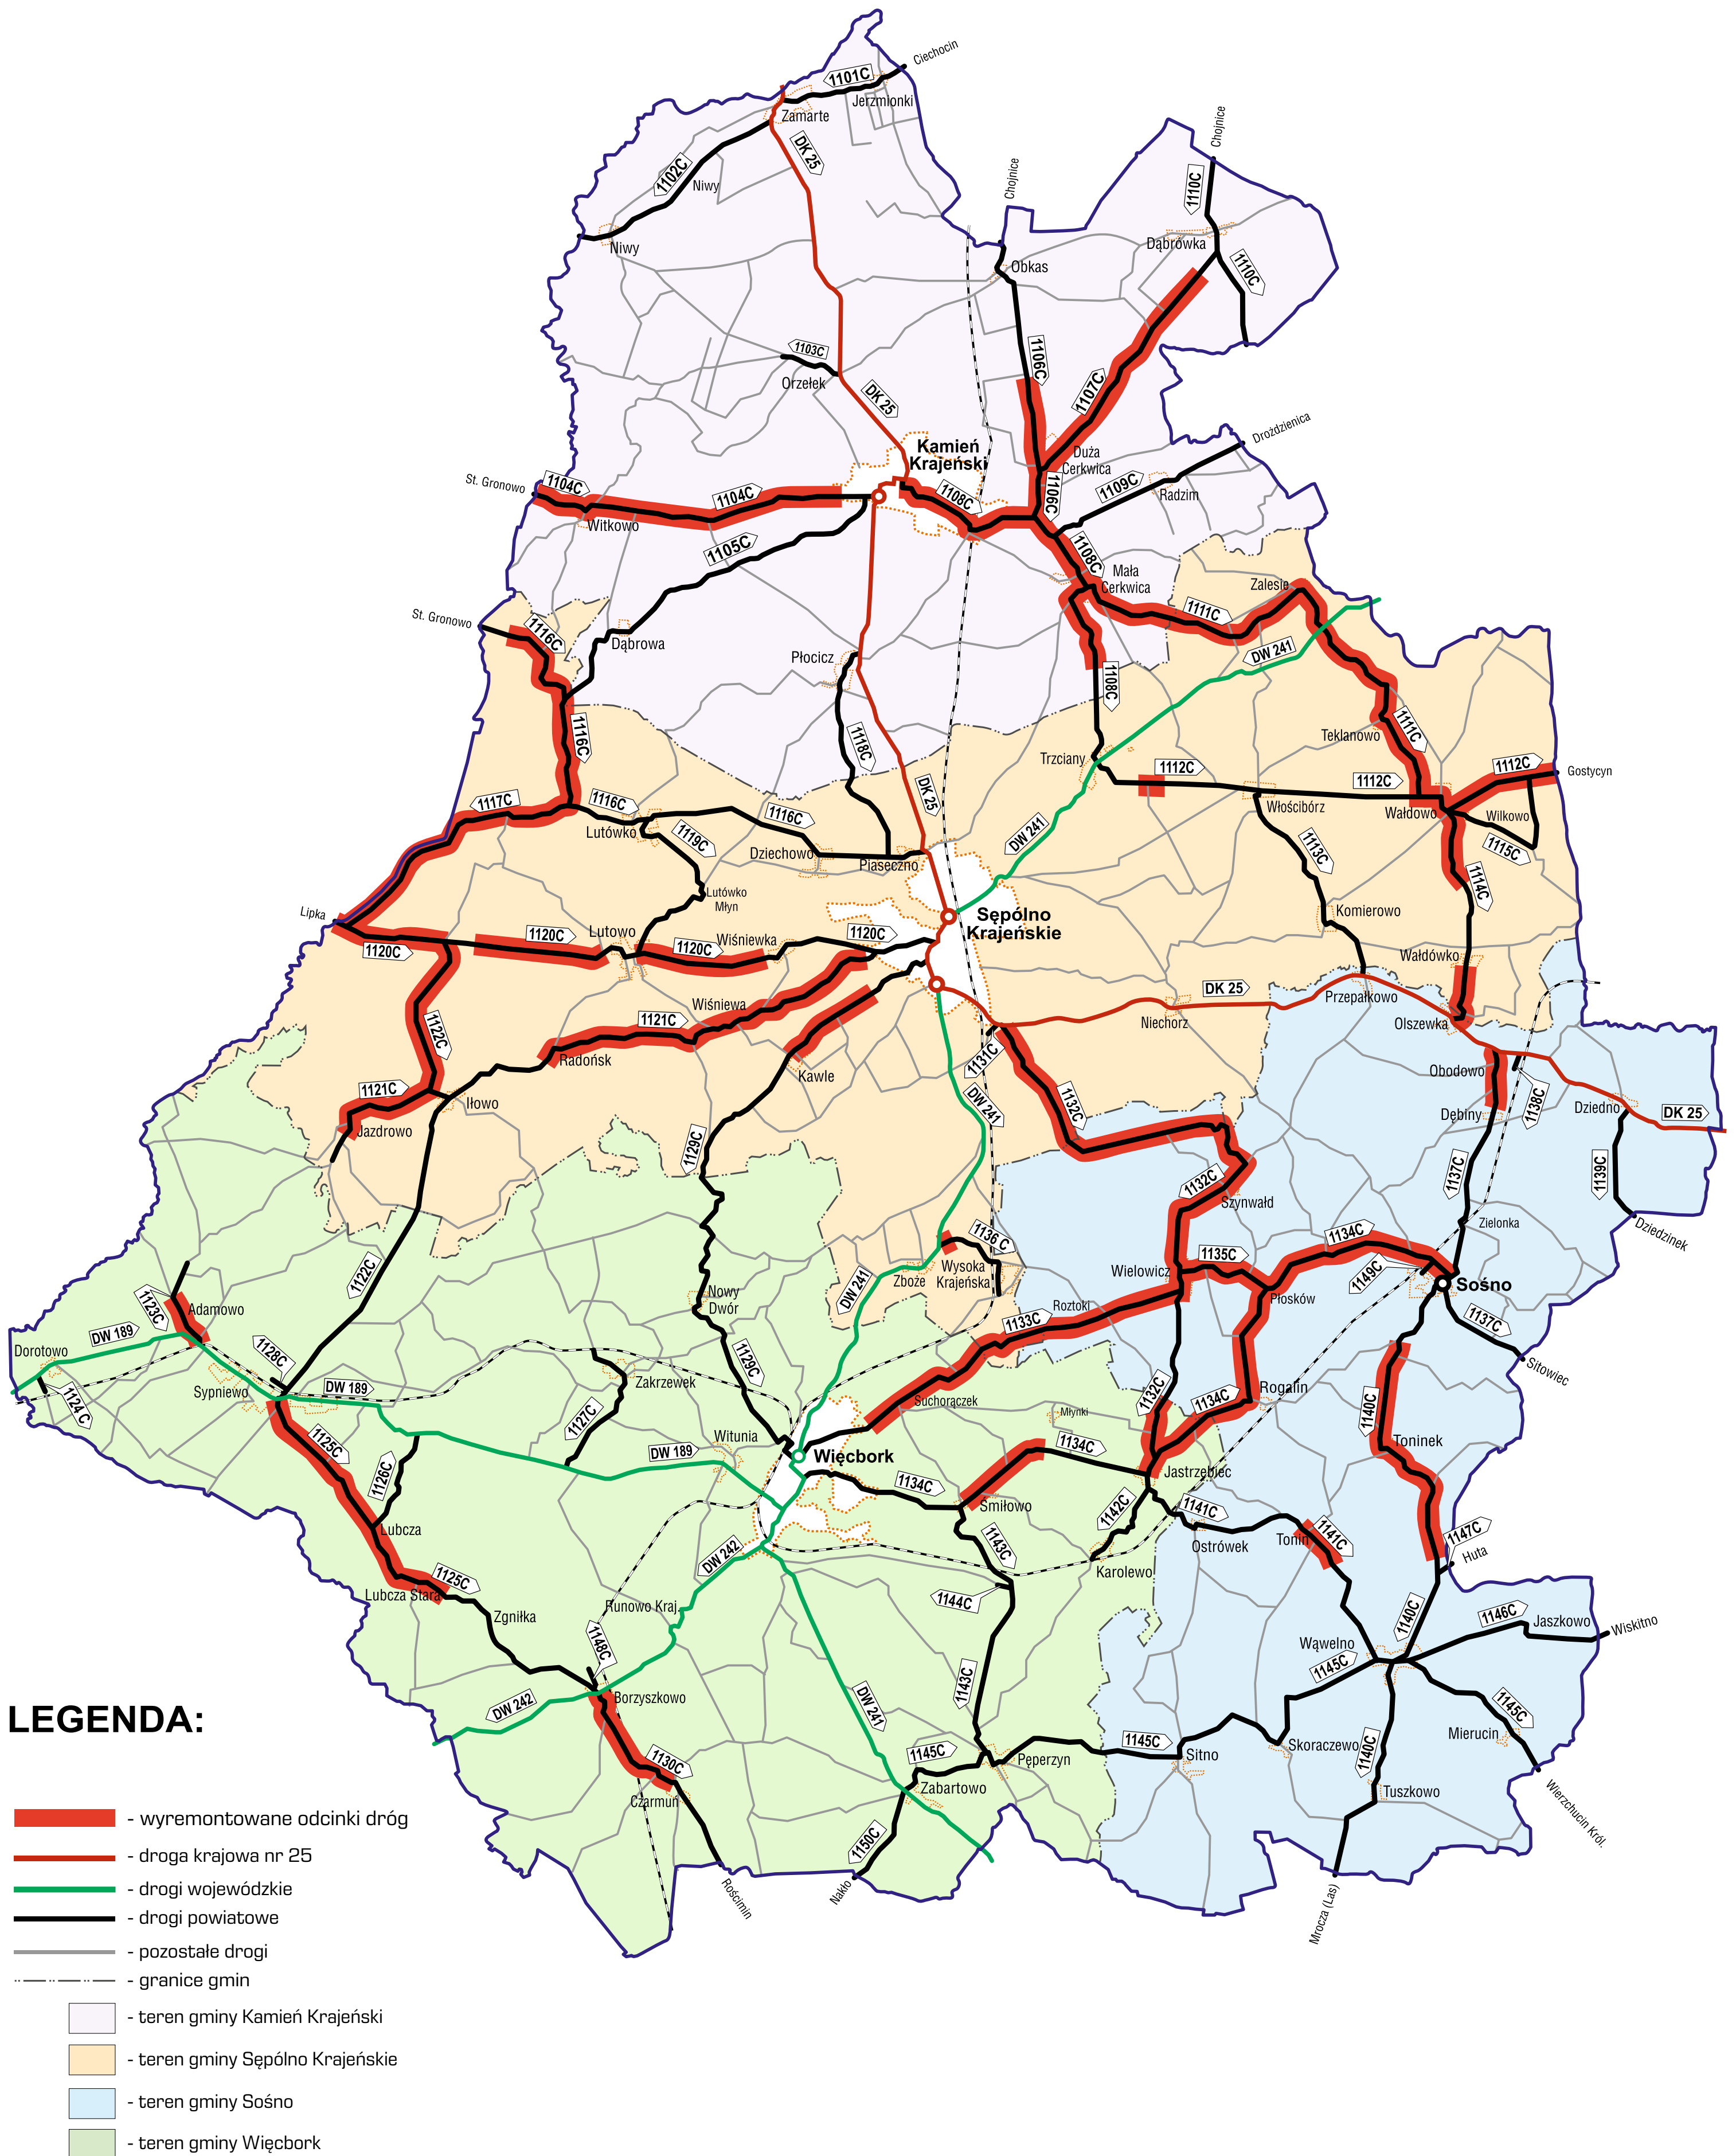 Ciechocin
1101C
Jerzmionki
Zamarte
DK 25
Chojnice
1102C
Niwy
Chojnice
1110C
Niwy
Dąbrówka
Obkas
1110C
1103C
Orzełek
1106C
1107C
DK 25
Drożdzienica
Kamień
Krajeński
Duża
Cerkwica
St. Gronowo
1104C
1104C
1108C
1106C
1109C
Radzim
Witkowo
1105C
1108C
Mała
Cerkwica
Zalesie
St. Gronowo
1116C
1111C
Dąbrowa
Płocicz
DW 241
1108C
1116C
1118C
Teklanowo
1111C
Trzciany
1112C
1112C
1112C
Gostycyn
DK 25
1117C
1116C
1116C
Włościbórz
Wałdowo
Wilkowo
Lutówko
1119C
DW 241
1113C
1115C
Dziechowo
Piaseczno
1114C
Lutówko
Młyn
Lipka
Sępólno
Krajeńskie
Komierowo
1120C
1120C
Lutowo
1120C
Wiśniewka
1120C
Wałdówko
Wiśniewa
DK 25
Przepałkowo
1122C
1121C
Niechorz
Olszewka
Radońsk
1131C
Kawle
Obodowo
1121C
Iłowo
DW 241
1132C
Dębiny
1138C
Dziedno
DK 25
Jazdrowo
1129C
1132C
1137C
1139C
Szynwałd
Zielonka
Dziedzinek
1136 C
1134C
1122C
Zboże
Wysoka
Krajeńska
Wielowicz
1135C
1149C
Sośno
1123C
Adamowo
Nowy
Dwór
DW 241
Roztoki
Piosków
1133C
1137C
DW 189
Dorotowo
1128C
1129C
Sitowiec
1124 C
Sypniewo
DW 189
Zakrzewek
Suchorączek
1132C
1134C
Rogalin
1127C
Młynki
1140C
1125C
Witunia
DW 189
Więcbork
1134C
Toninek
1126C
1134C
Jastrzębiec
Śmiłowo
1142C
1141C
Lubcza
1143C
Ostrówek
Tonin
1141C
1147C
Huta
DW 242
Karolewo
1125C
Lubcza Stara
1144C
Zgniłka
Runowo Kraj.
1140C
1146C
Jaszkowo
Wiskitno
1148C
Wąwelno
1145C
1143C
Borzyszkowo
DW 242
DW 241
1145C
Mierucin
LEGENDA:
1130C
1145C
Pęperzyn
1145C
Sitno
Skoraczewo
1140C
Czarmuń
Zabartowo
Tuszkowo
Wierzchucin Król.
- wyremontowane odcinki dróg
1150C
- droga krajowa nr 25
Nakło
Rościmin
Mrocza (Las)
- drogi wojewódzkie
- drogi powiatowe
- pozostałe drogi
- granice gmin
- teren gminy Kamień Krajeński
- teren gminy Sępólno Krajeńskie
- teren gminy Sośno
- teren gminy Więcbork